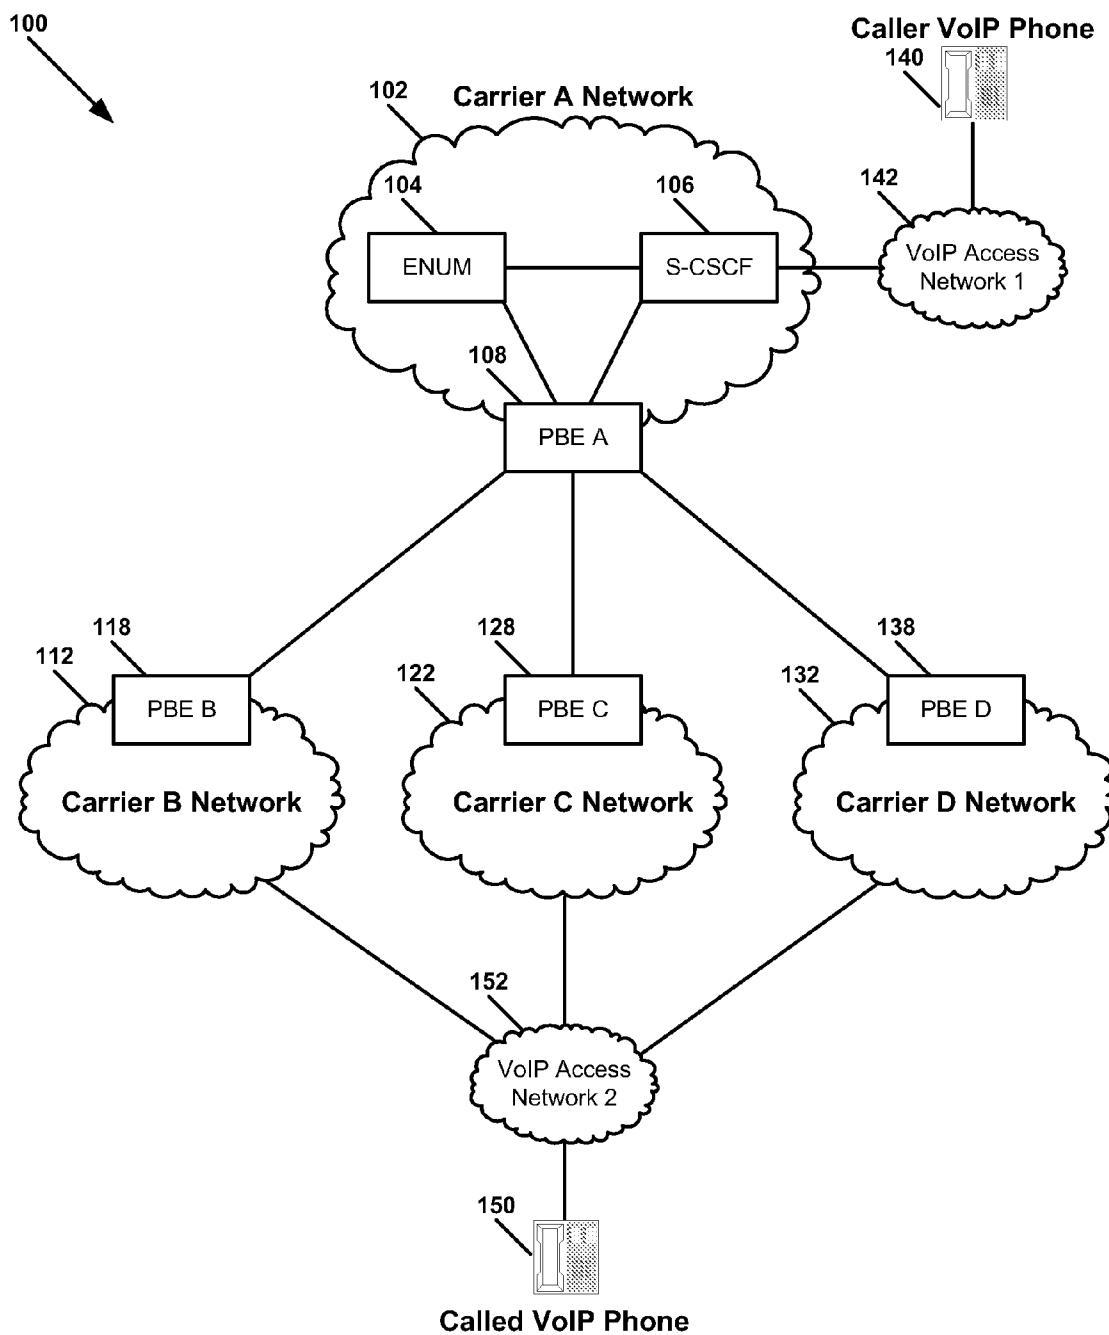 100
Caller VoIP Phone
140
102
Carrier A Network
104
106
142
ENUM
S-CSCF
VoIP Access
Network 1
108
PBE A
118
128
138
112
122
132
PBE B
PBE C
PBE D
Carrier B Network
Carrier C Network
Carrier D Network
152
VoIP Access
Network 2
150
Called VoIP Phone